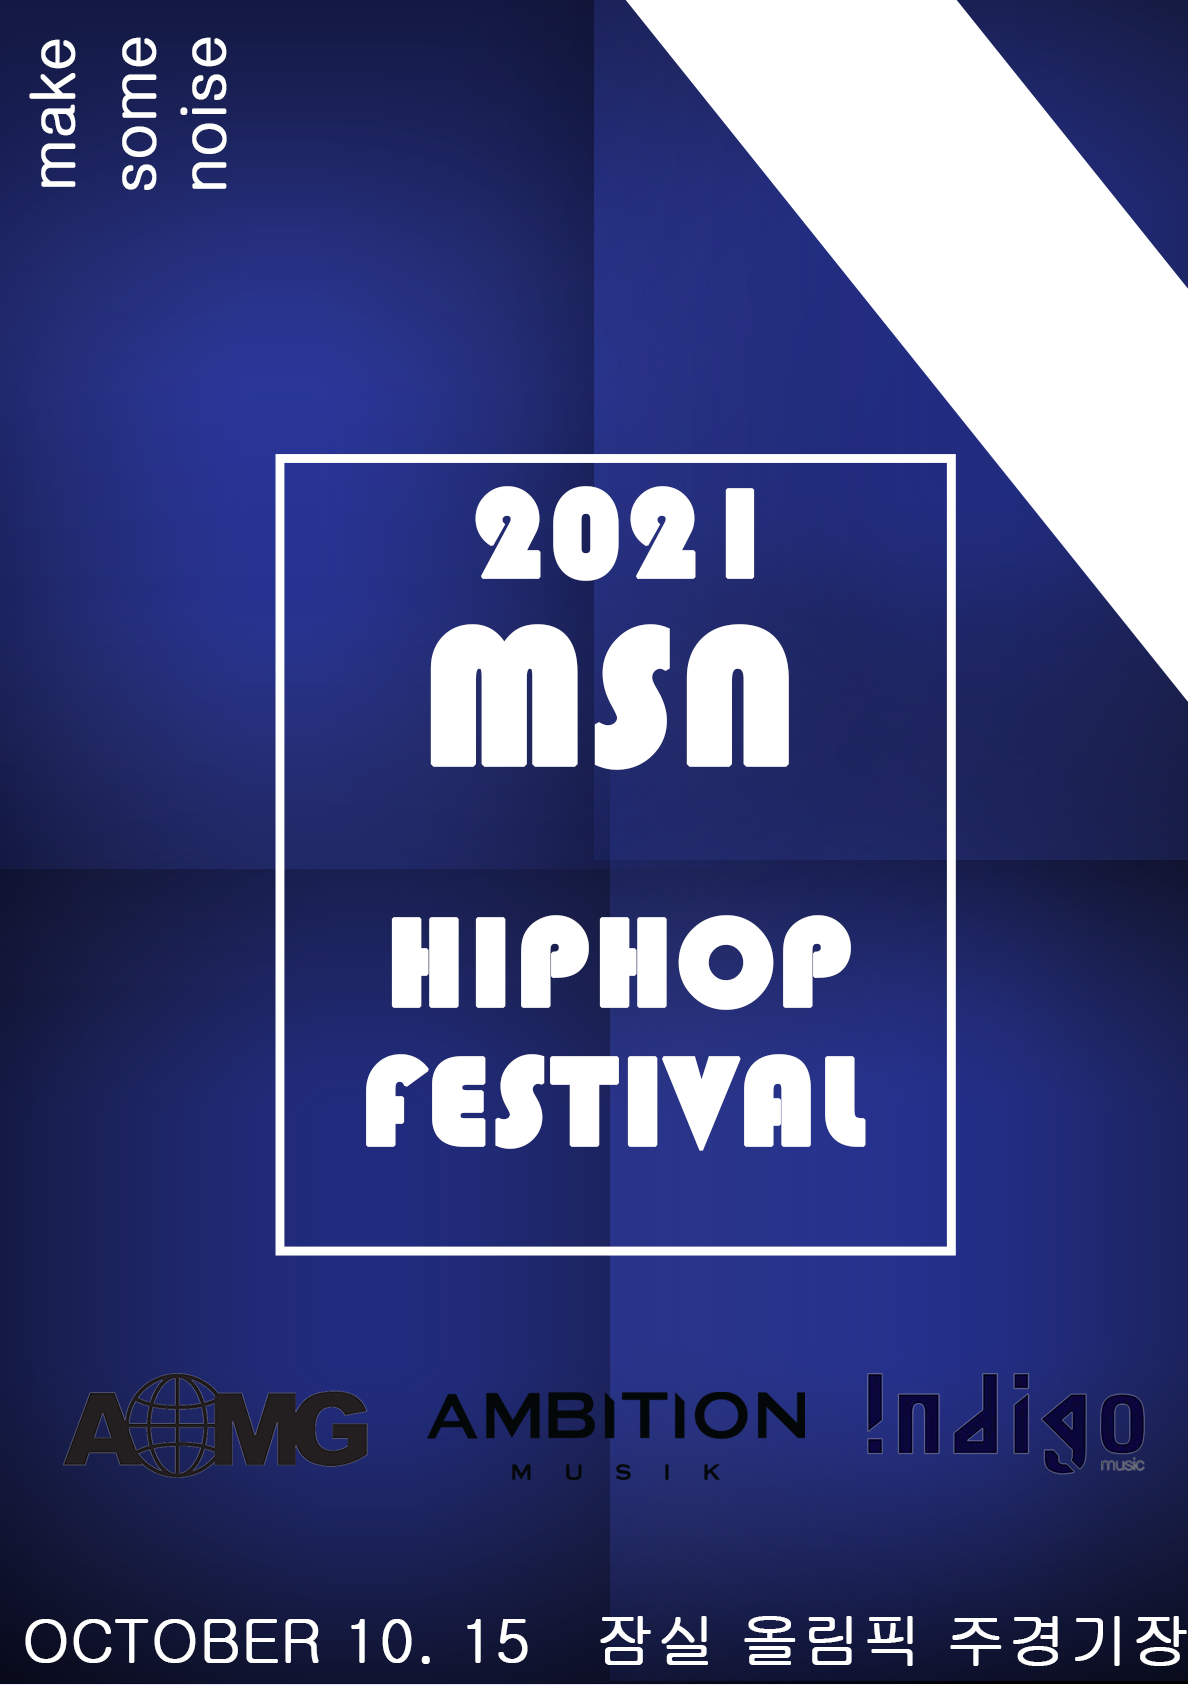 make
some
noise
2021
MSN
HIPHOP
FESTIVAL
AOMG
AMBITION
MUSIK
!ndigo
music
OCTOBER 10. 15 잠실 올림픽 주경기장